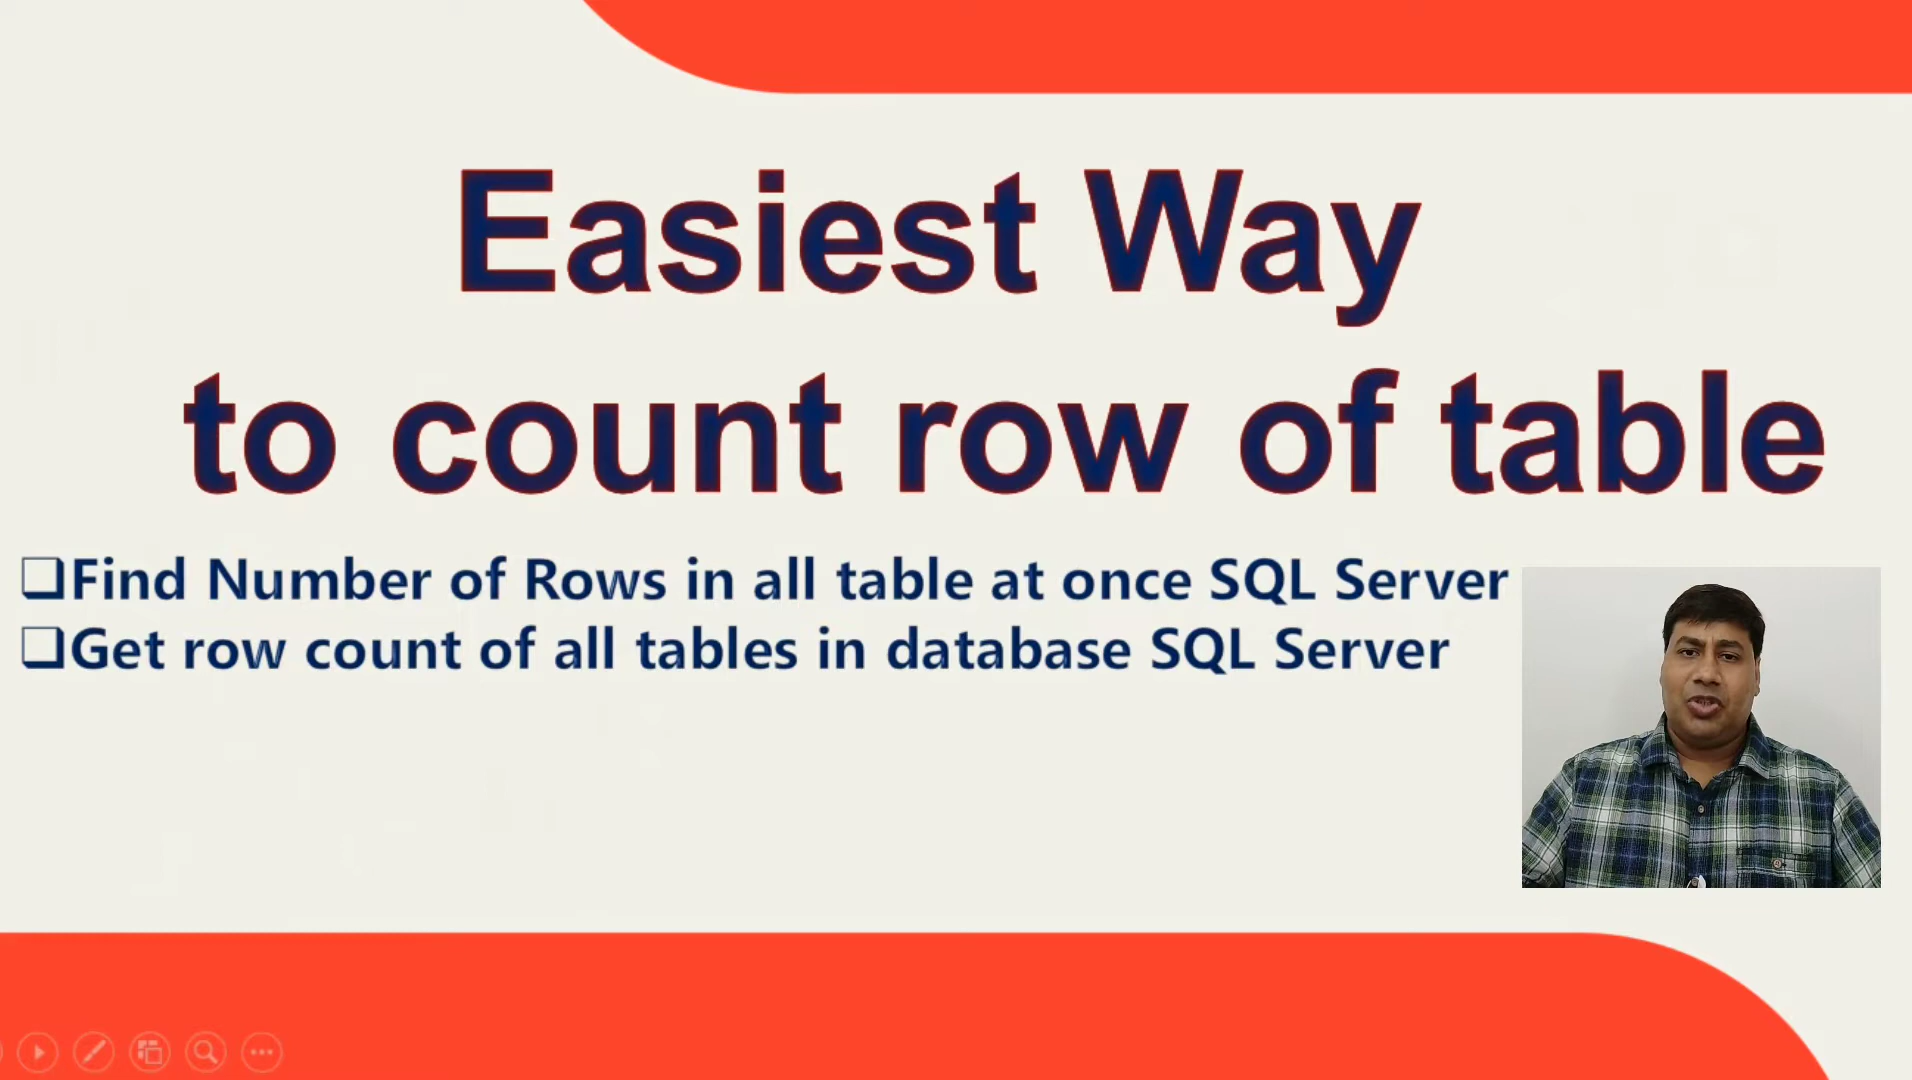 Easiest Way
to count row of table
❑Find Number of Rows in all table at once SQL Server
❑Get row count of all tables in database SQL Server